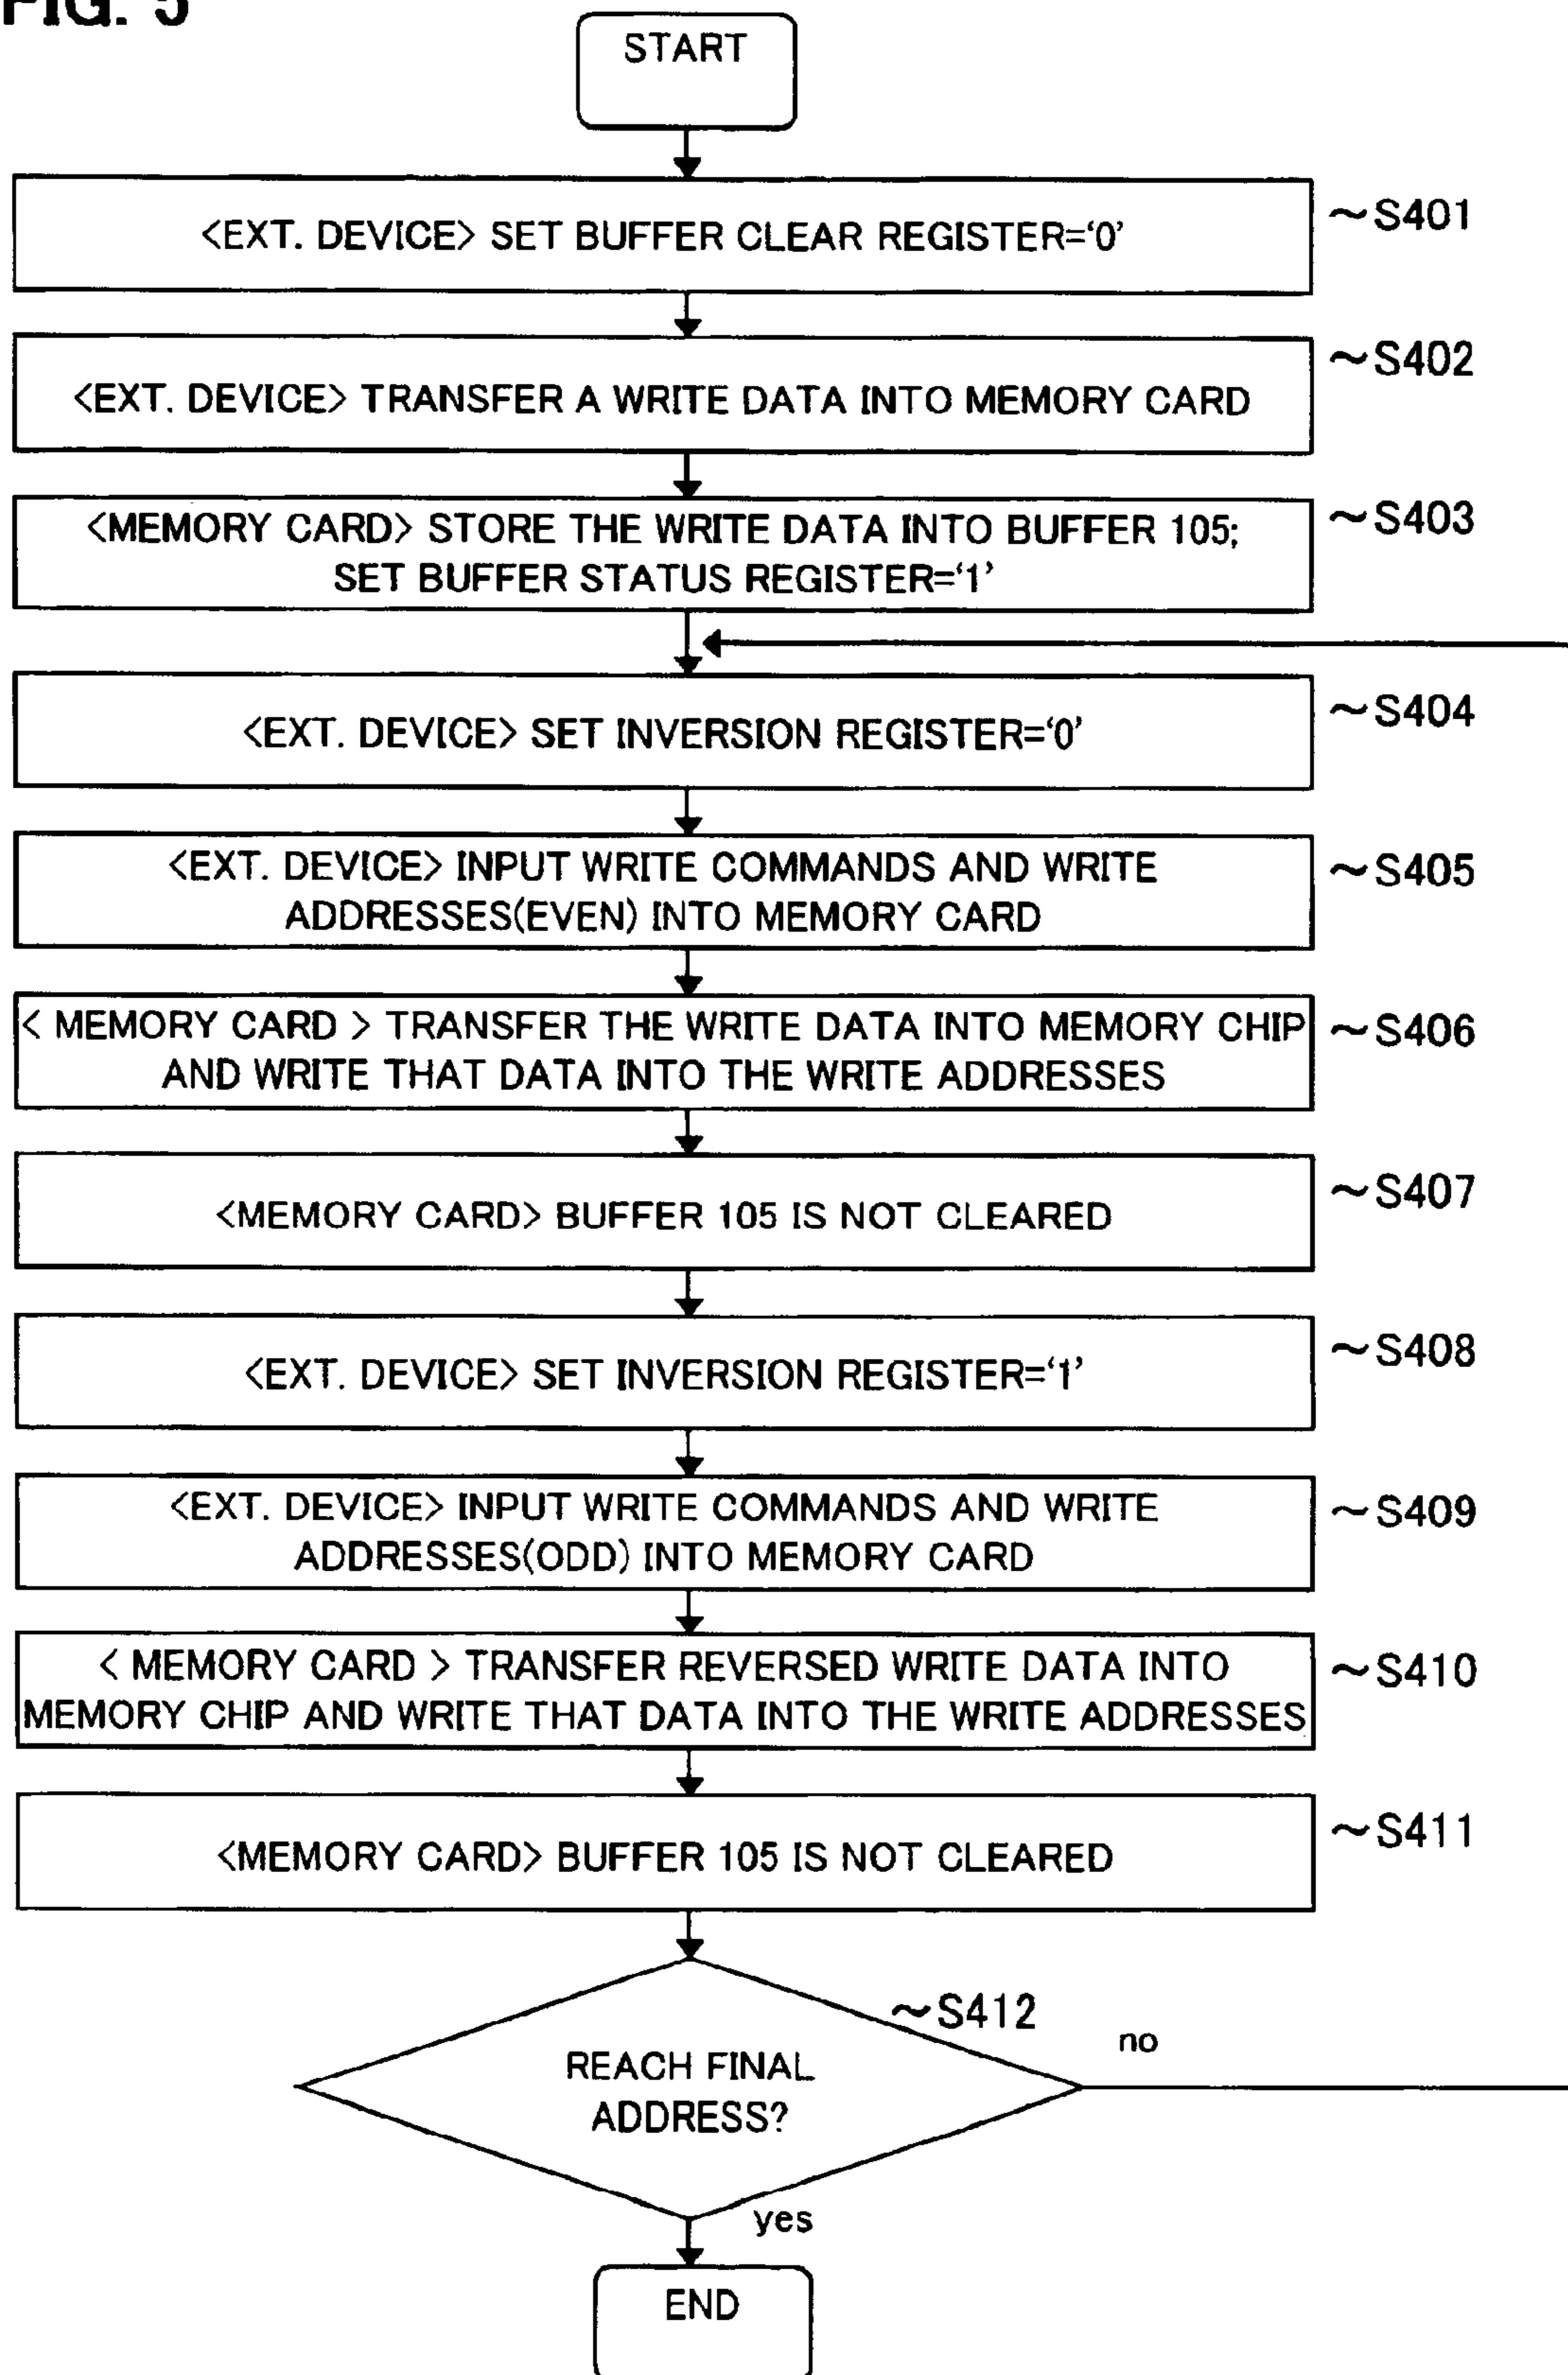 FIG. 5
START
<EXT. DEVICE> SET BUFFER CLEAR REGISTER=‘0’
~S401
<EXT. DEVICE> TRANSFER A WRITE DATA INTO MEMORY CARD
~S402
<MEMORY CARD> STORE THE WRITE DATA INTO BUFFER 105;
SET BUFFER STATUS REGISTER=‘1’
~S403
<EXT. DEVICE> SET INVERSION REGISTER=‘0’
~S404
<EXT. DEVICE> INPUT WRITE COMMANDS AND WRITE
ADDRESSES(EVEN) INTO MEMORY CARD
~S405
< MEMORY CARD > TRANSFER THE WRITE DATA INTO MEMORY CHIP
AND WRITE THAT DATA INTO THE WRITE ADDRESSES
~S406
<MEMORY CARD> BUFFER 105 IS NOT CLEARED
~S407
<EXT. DEVICE> SET INVERSION REGISTER=‘1’
~S408
<EXT. DEVICE> INPUT WRITE COMMANDS AND WRITE
ADDRESSES(ODD) INTO MEMORY CARD
~S409
< MEMORY CARD > TRANSFER REVERSED WRITE DATA INTO
MEMORY CHIP AND WRITE THAT DATA INTO THE WRITE ADDRESSES
~S410
<MEMORY CARD> BUFFER 105 IS NOT CLEARED
~S411
~S412
REACH FINAL
ADDRESS?
no
yes
END